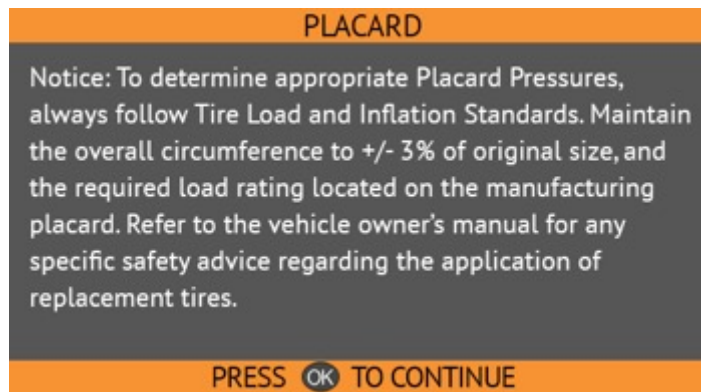 PLACARD
Notice: To determine appropriate Placard Pressures,
always follow Tire Load and Inflation Standards. Maintain
the overall circumference to +/- 3% of original size, and
the required load rating located on the manufacturing
placard. Refer to the vehicle owner's manual for any
specific safety advice regarding the application of
replacement tires.
PRESS OK TO CONTINUE